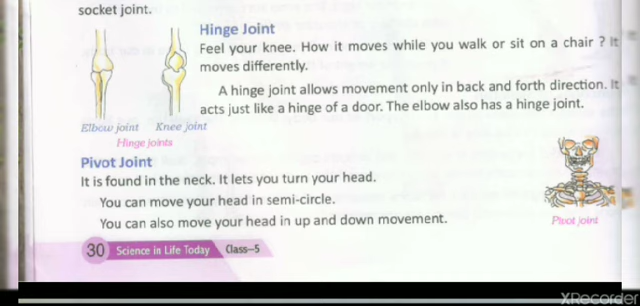 socket joint.
Hinge Joint
Feel your knee. How it moves while you walk or sit on a chair ? It
moves differently.
A hinge joint allows movement only in back and forth direction. It
acts just like a hinge of a door. The elbow also has a hinge joint.
Elbow joint Knee joint
Hinge joints
Pivot Joint
It is found in the neck. It lets you turn your head.
You can move your head in semi-circle.
You can also move your head in up and down movement.
Pivot joint
30 Science in Life Today Class–5
XRecorder